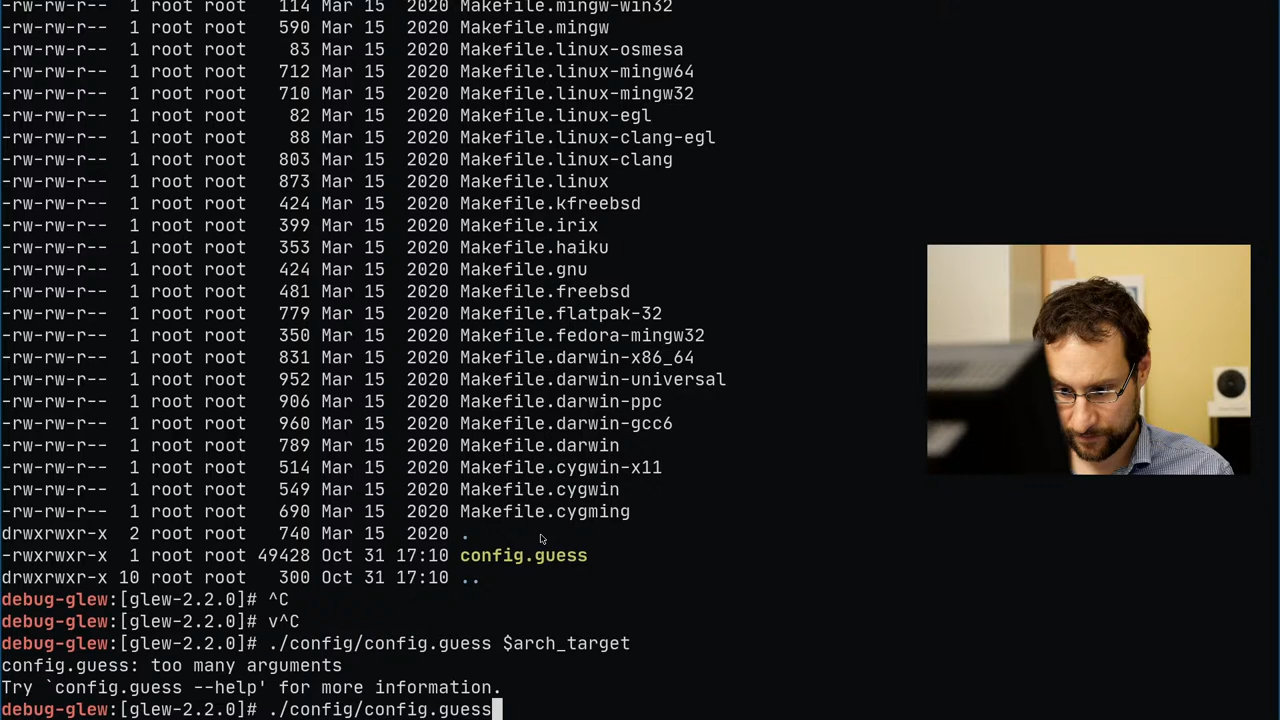 -rw-rw-r-- 1 root root 114 Mar 15 2020 Makefile.mingw-win32
-rw-rw-r-- 1 root root 590 Mar 15 2020 Makefile.mingw
-rw-rw-r-- 1 root root 83 Mar 15 2020 Makefile.linux-osmesa
-rw-rw-r-- 1 root root 712 Mar 15 2020 Makefile.linux-mingw64
-rw-rw-r-- 1 root root 710 Mar 15 2020 Makefile.linux-mingw32
-rw-rw-r-- 1 root root 82 Mar 15 2020 Makefile.linux-egl
-rw-rw-r-- 1 root root 88 Mar 15 2020 Makefile.linux-clang-egl
-rw-rw-r-- 1 root root 803 Mar 15 2020 Makefile.linux-clang
-rw-rw-r-- 1 root root 873 Mar 15 2020 Makefile.linux
-rw-rw-r-- 1 root root 424 Mar 15 2020 Makefile.kfreebsd
-rw-rw-r-- 1 root root 399 Mar 15 2020 Makefile.irix
-rw-rw-r-- 1 root root 353 Mar 15 2020 Makefile.haiku
-rw-rw-r-- 1 root root 424 Mar 15 2020 Makefile.gnu
-rw-rw-r-- 1 root root 481 Mar 15 2020 Makefile.freebsd
-rw-rw-r-- 1 root root 779 Mar 15 2020 Makefile.flatpak-32
-rw-rw-r-- 1 root root 350 Mar 15 2020 Makefile.fedora-mingw32
-rw-rw-r-- 1 root root 831 Mar 15 2020 Makefile.darwin-x86_64
-rw-rw-r-- 1 root root 952 Mar 15 2020 Makefile.darwin-universal
-rw-rw-r-- 1 root root 906 Mar 15 2020 Makefile.darwin-ppc
-rw-rw-r-- 1 root root 960 Mar 15 2020 Makefile.darwin-gcc6
-rw-rw-r-- 1 root root 789 Mar 15 2020 Makefile.darwin
-rw-rw-r-- 1 root root 514 Mar 15 2020 Makefile.cygwin-x11
-rw-rw-r-- 1 root root 549 Mar 15 2020 Makefile.cygwin
-rw-rw-r-- 1 root root 690 Mar 15 2020 Makefile.cygming
drwxrwxr-x 2 root root 740 Mar 15 2020 .
-rwxrwxr-x 1 root root 49428 Oct 31 17:10 config.guess
drwxrwxr-x 10 root root 300 Oct 31 17:10 ..
debug-glew:[glew-2.2.0]# ^C
debug-glew:[glew-2.2.0]# v^C
debug-glew:[glew-2.2.0]# ./config/config.guess $arch_target
config.guess: too many arguments
Try `config.guess --help' for more information.
debug-glew:[glew-2.2.0]# ./config/config.guess